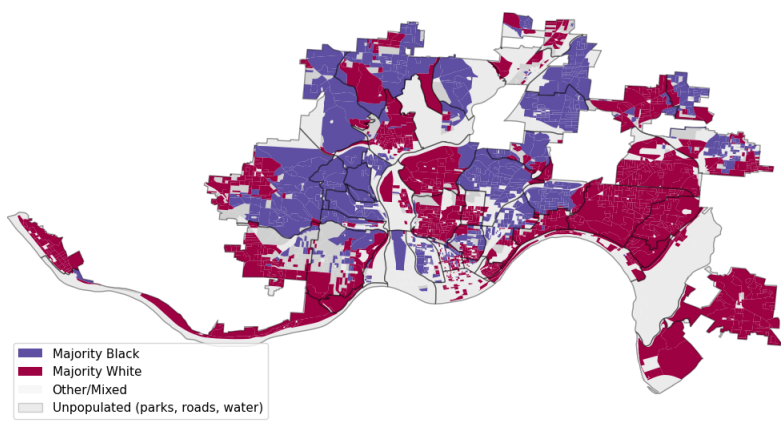 Majority Black
Majority White
Other/Mixed
Unpopulated (parks, roads, water)